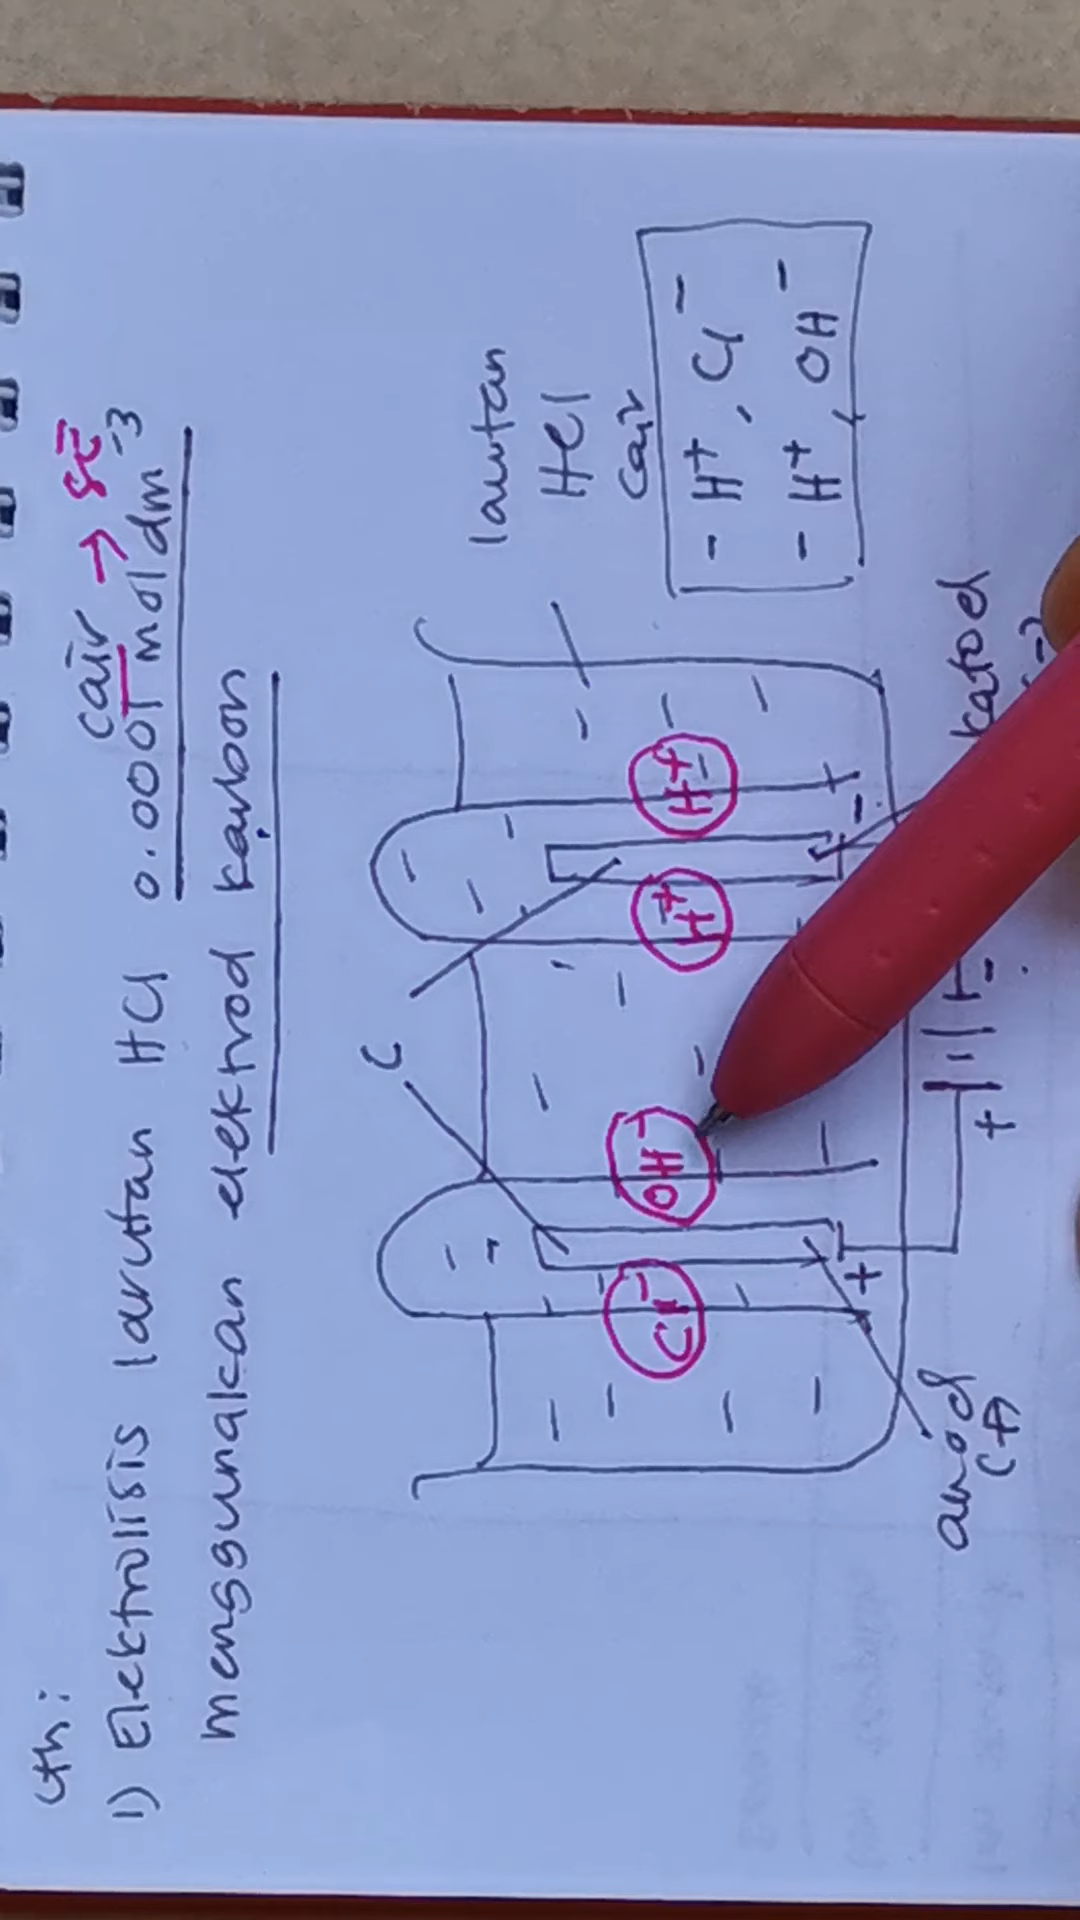 Cth:
cair → SE
1) Elektrolisis larutan HCl 0.0001 mol dm⁻³
menggunakan elektrod karbon
C
larutan
HCl
cair
- H⁺, Cl⁻
- H⁺, OH⁻
Cl⁻ OH⁻ H⁺ H⁺
+ -
+ -
anod
(+)
katod